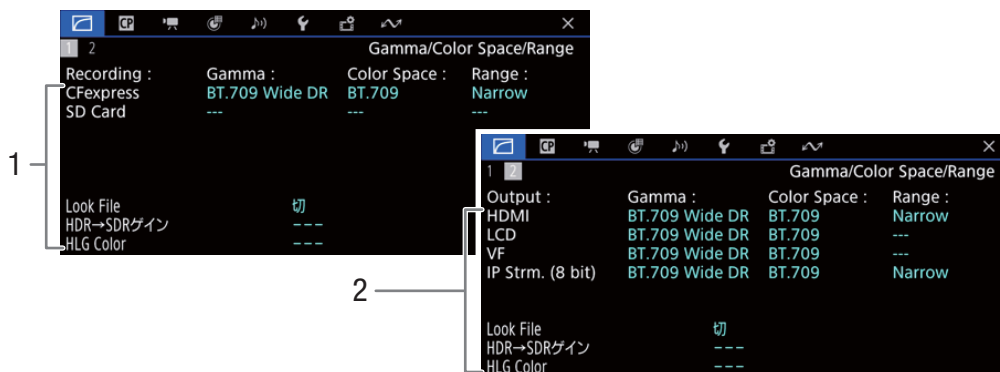 CP
1 2
Gamma/Color Space/Range
Recording : Gamma : Color Space : Range :
CFexpress BT.709 Wide DR BT.709 Narrow
SD Card --- --- ---
Look File 切
HDR→SDRゲイン ---
HLG Color ---
1
CP
1 2
Gamma/Color Space/Range
Output : Gamma : Color Space : Range :
HDMI BT.709 Wide DR BT.709 Narrow
LCD BT.709 Wide DR BT.709 ---
VF BT.709 Wide DR BT.709 ---
IP Strm. (8 bit) BT.709 Wide DR BT.709 Narrow
Look File 切
HDR→SDRゲイン ---
HLG Color ---
2